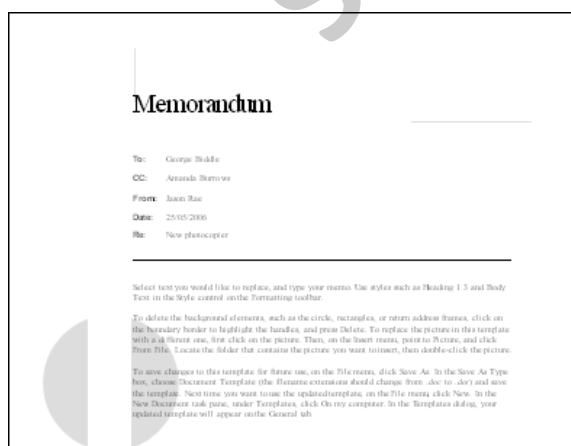 Memorandum
To: George Biddle
CC: Amanda Burrows
From: Jason Rae
Date: 25/05/2006
Re: New photocopier
Select text you would like to replace, and type your memo. Use styles such as Heading 1 3 and Body
Text in the Style control on the Formatting toolbar.
To delete the background elements, such as the circle, rectangles, or return address frames, click on
the boundary border to highlight the handles, and press Delete. To replace the picture in this template
with a different one, first click on the picture. Then, on the Insert menu, point to Picture, and click
From File. Locate the folder that contains the picture you want to insert, then double-click the picture.
To save changes to this template for future use, on the File menu, click Save As. In the Save As Type
box, choose Document Template (the filename extensions should change from .doc to .dot) and save
the template. Next time you want to use the updated template, on the File menu, click New. In the
New Document task pane, under Templates, click On my computer. In the Templates dialog, your
updated template will appear on the General tab.